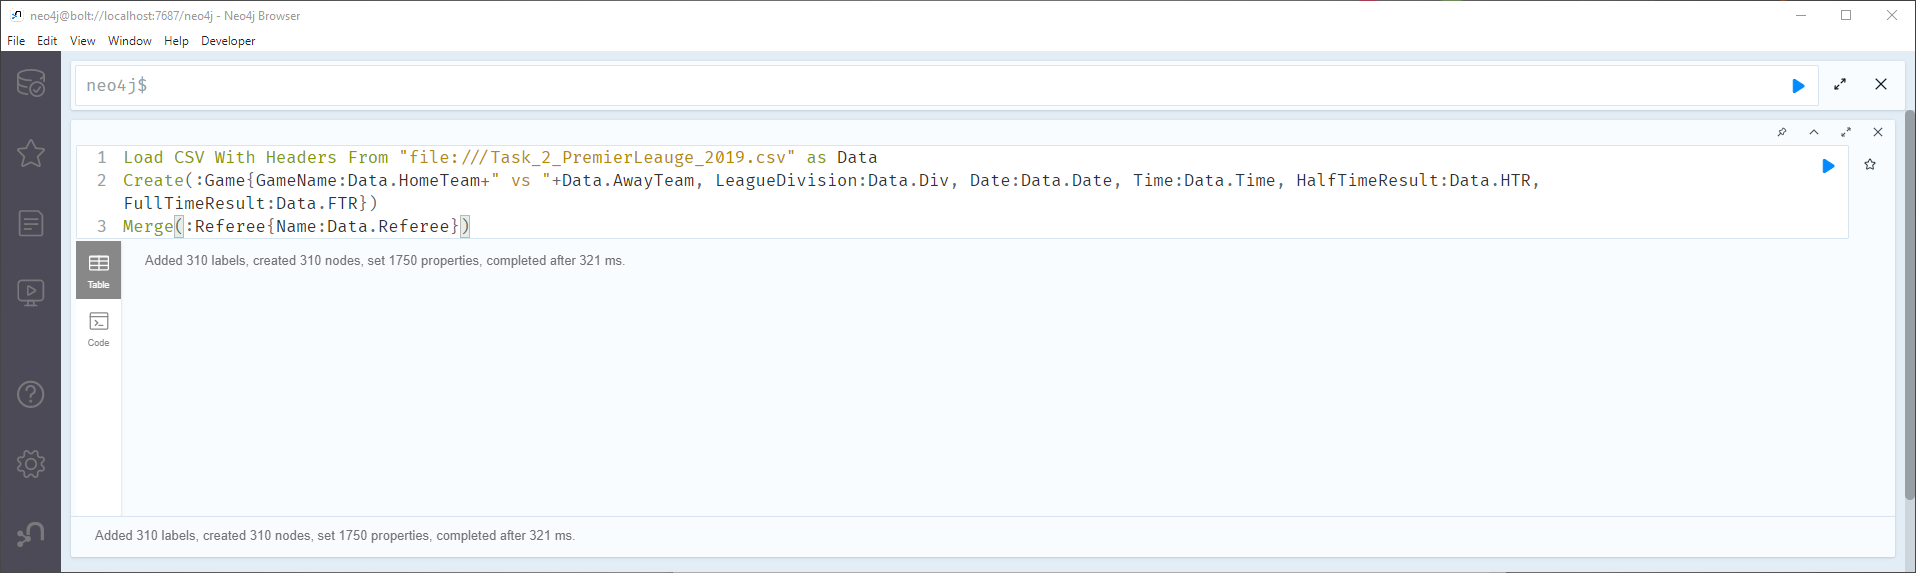 neo4j@bolt://localhost:7687/neo4j - Neo4j Browser
File Edit View Window Help Developer
neo4j$
1 Load CSV With Headers From "file:///Task_2_PremierLeauge_2019.csv" as Data
2 Create(:Game{GameName:Data.HomeTeam+" vs "+Data.AwayTeam, LeagueDivision:Data.Div, Date:Data.Date, Time:Data.Time, HalfTimeResult:Data.HTR,
FullTimeResult:Data.FTR})
3 Merge(:Referee{Name:Data.Referee})
Table
Added 310 labels, created 310 nodes, set 1750 properties, completed after 321 ms.
Code
Added 310 labels, created 310 nodes, set 1750 properties, completed after 321 ms.